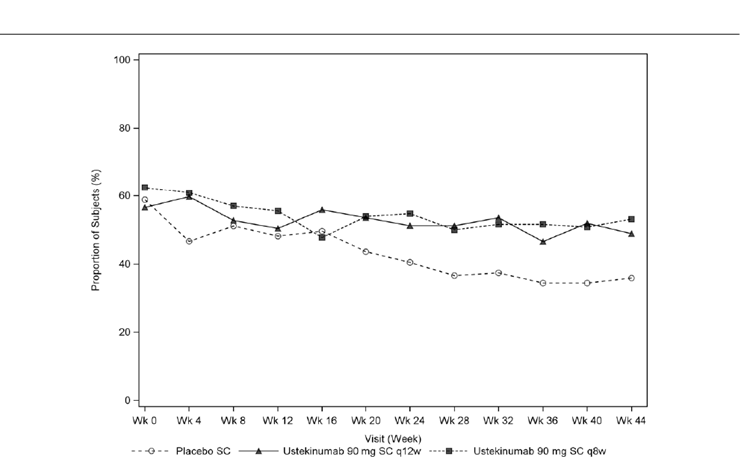 100
80
60
40
20
0
Proportion of Subjects (%)
Wk 0 Wk 4 Wk 8 Wk 12 Wk 16 Wk 20 Wk 24 Wk 28 Wk 32 Wk 36 Wk 40 Wk 44
Visit (Week)
Placebo SC Ustekinumab 90 mg SC q12w Ustekinumab 90 mg SC q8w